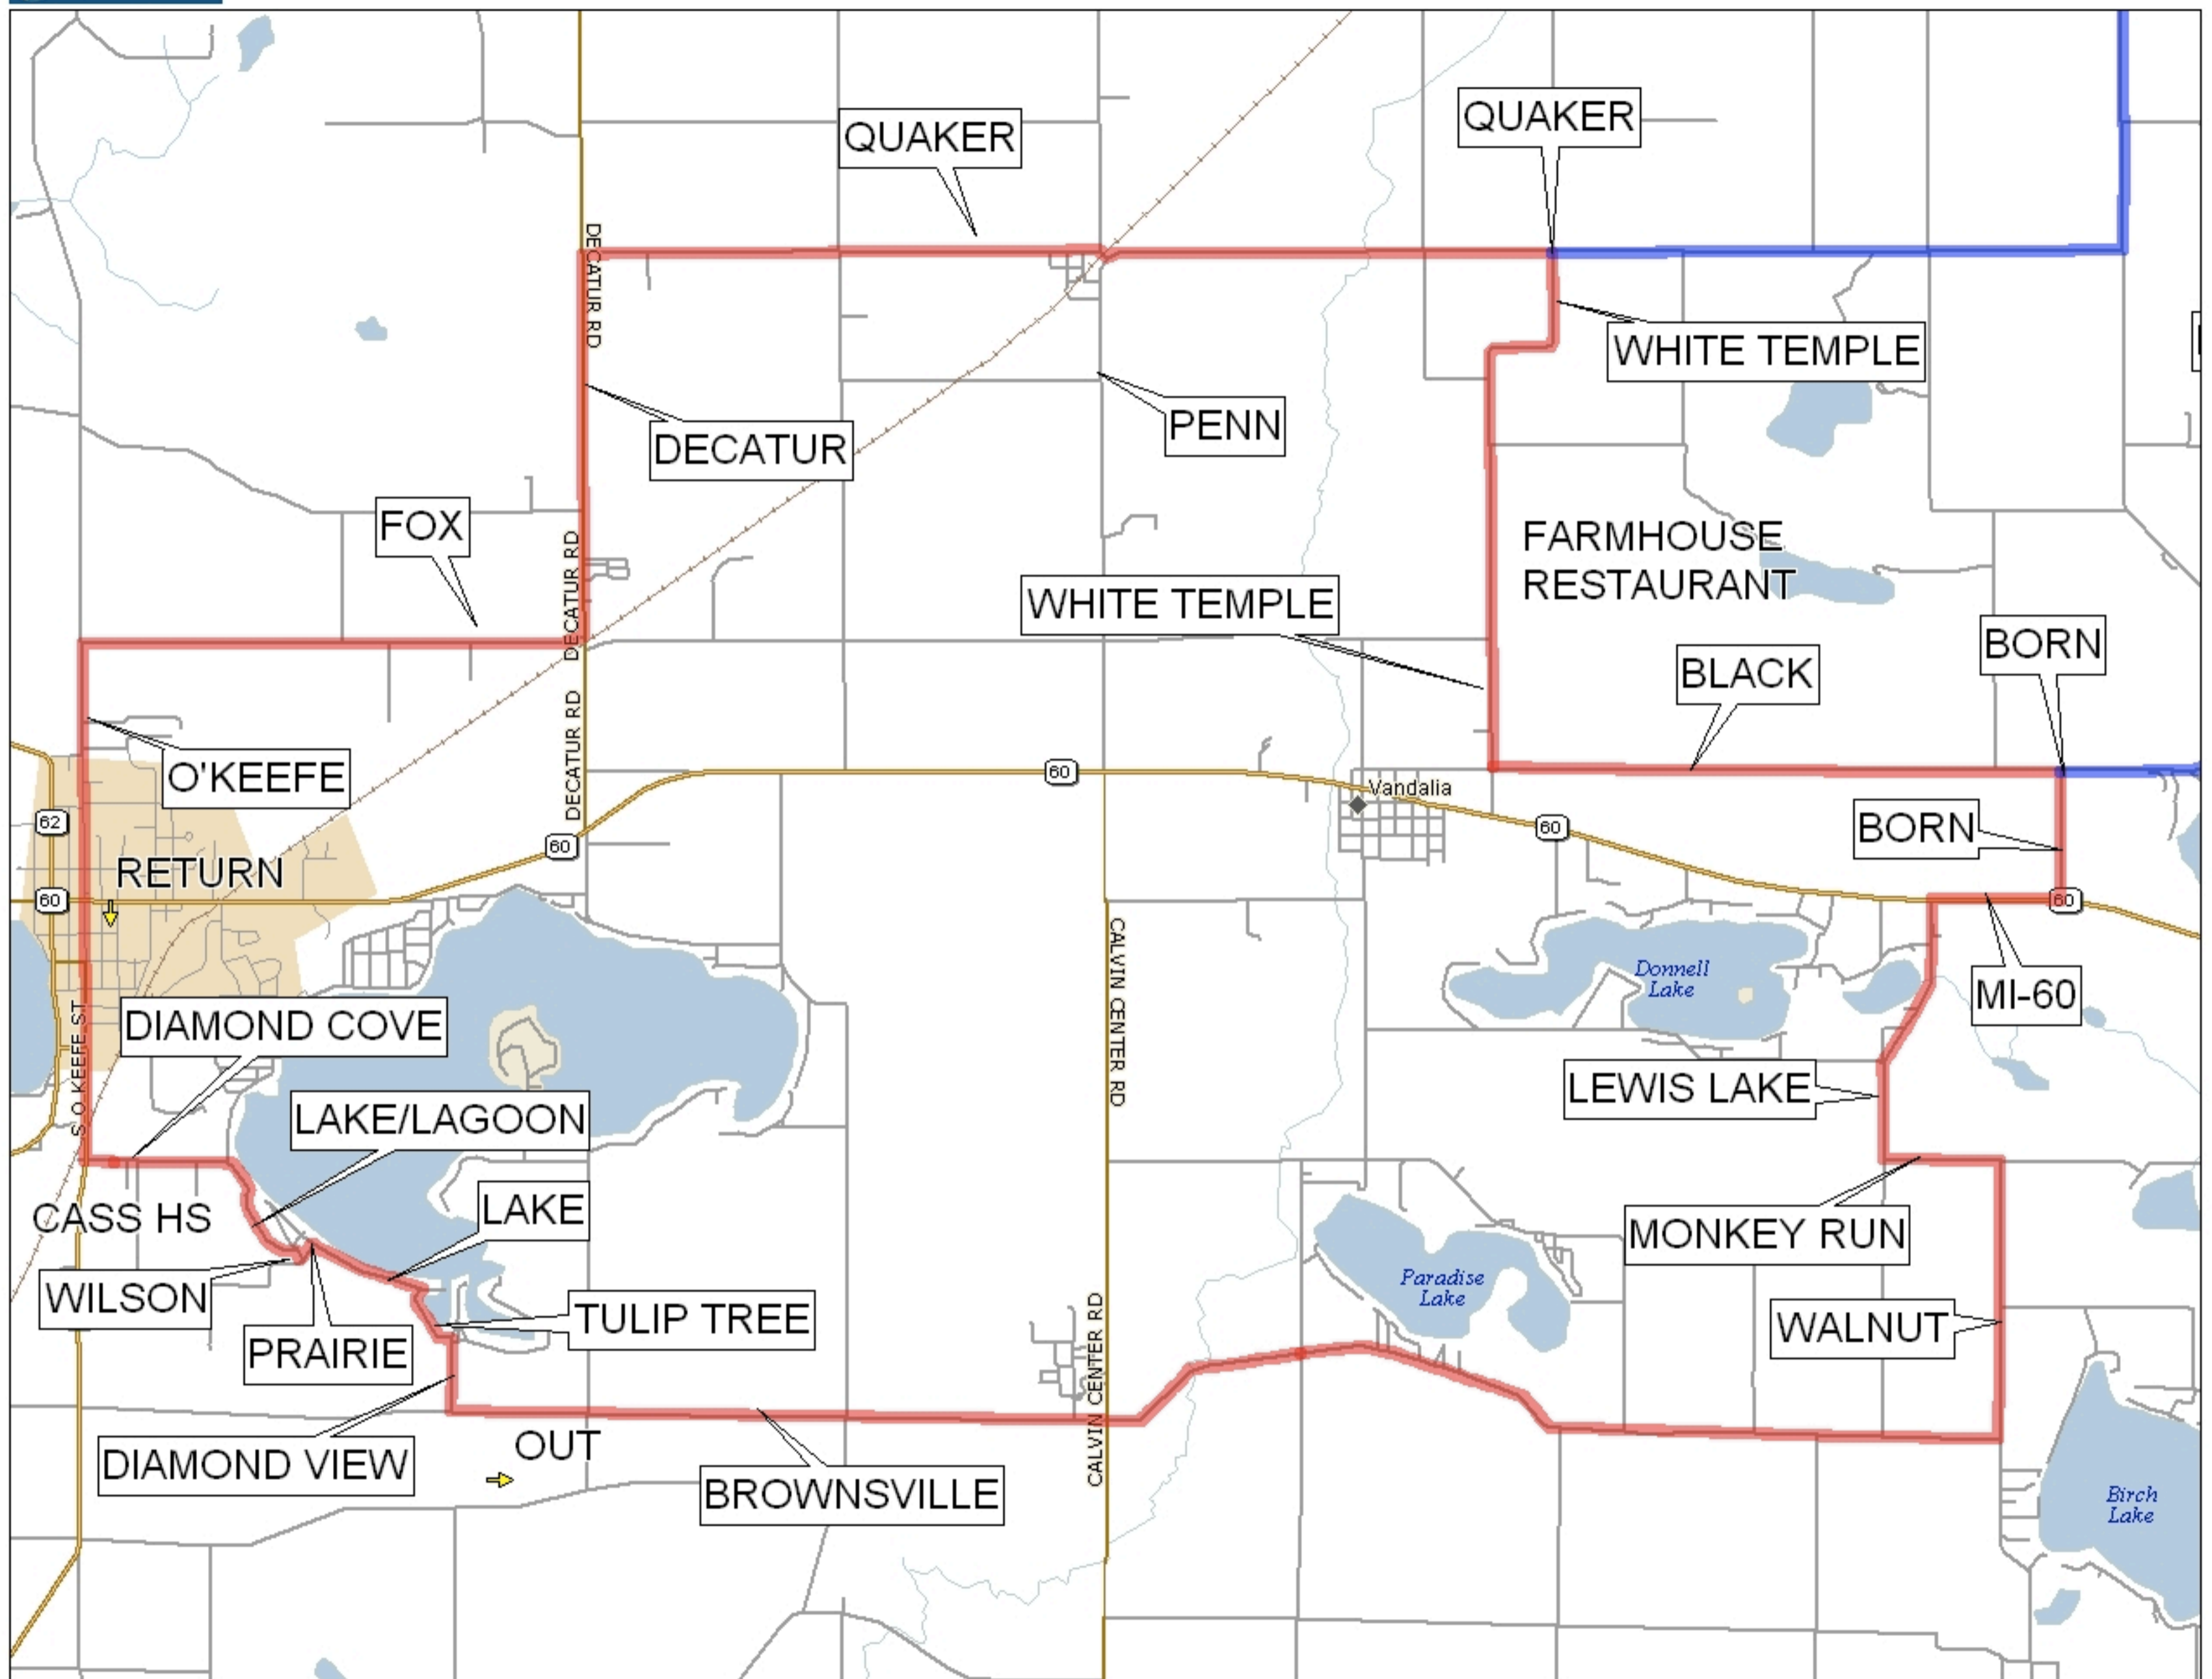 QUAKER
QUAKER
DECATUR RD
WHITE TEMPLE
PENN
DECATUR
FOX
DECATUR RD
FARMHOUSE
RESTAURANT
WHITE TEMPLE
BORN
BLACK
O'KEEFE
DECATUR RD
60
Vandalia
62
60
60
BORN
RETURN
60
60
CALVIN CENTER RD
Donnell
Lake
MI-60
S O KEEFE ST
DIAMOND COVE
LEWIS LAKE
LAKE/LAGOON
CASS HS
LAKE
MONKEY RUN
WILSON
Paradise
Lake
TULIP TREE
WALNUT
PRAIRIE
CALVIN CENTER RD
OUT
DIAMOND VIEW
BROWNSVILLE
Birch
Lake